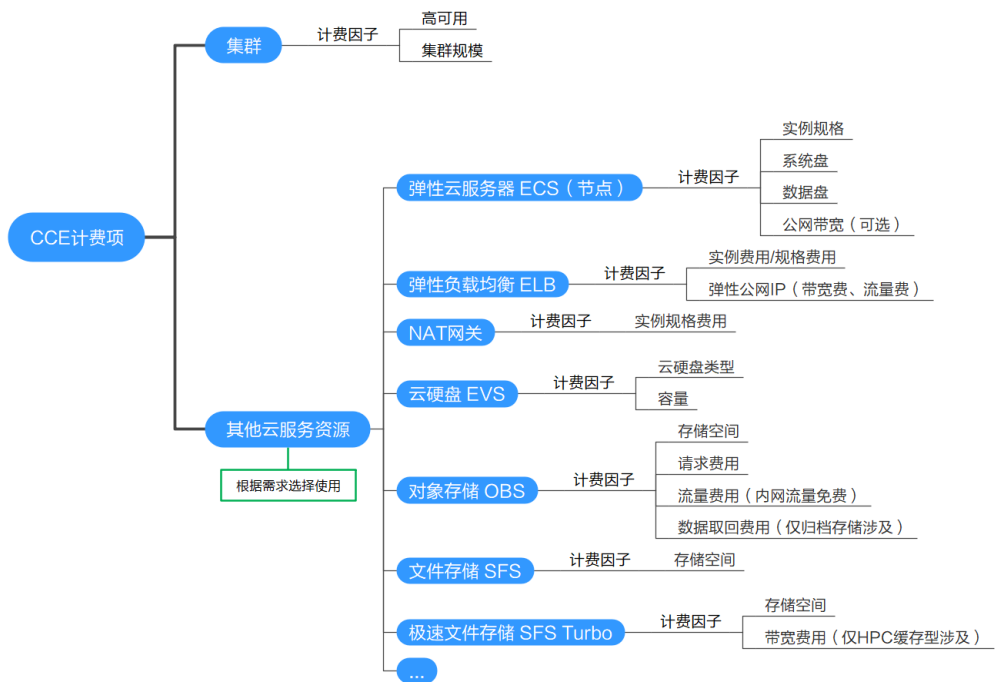 CCE计费项
集群
计费因子
高可用
集群规模
其他云服务资源
根据需求选择使用
弹性云服务器 ECS（节点）
计费因子
实例规格
系统盘
数据盘
公网带宽（可选）
弹性负载均衡 ELB
计费因子
实例费用/规格费用
弹性公网IP（带宽费、流量费）
NAT网关
计费因子
实例规格费用
云硬盘 EVS
计费因子
云硬盘类型
容量
对象存储 OBS
计费因子
存储空间
请求费用
流量费用（内网流量免费）
数据取回费用（仅归档存储涉及）
文件存储 SFS
计费因子
存储空间
极速文件存储 SFS Turbo
计费因子
存储空间
带宽费用（仅HPC缓存型涉及）
...